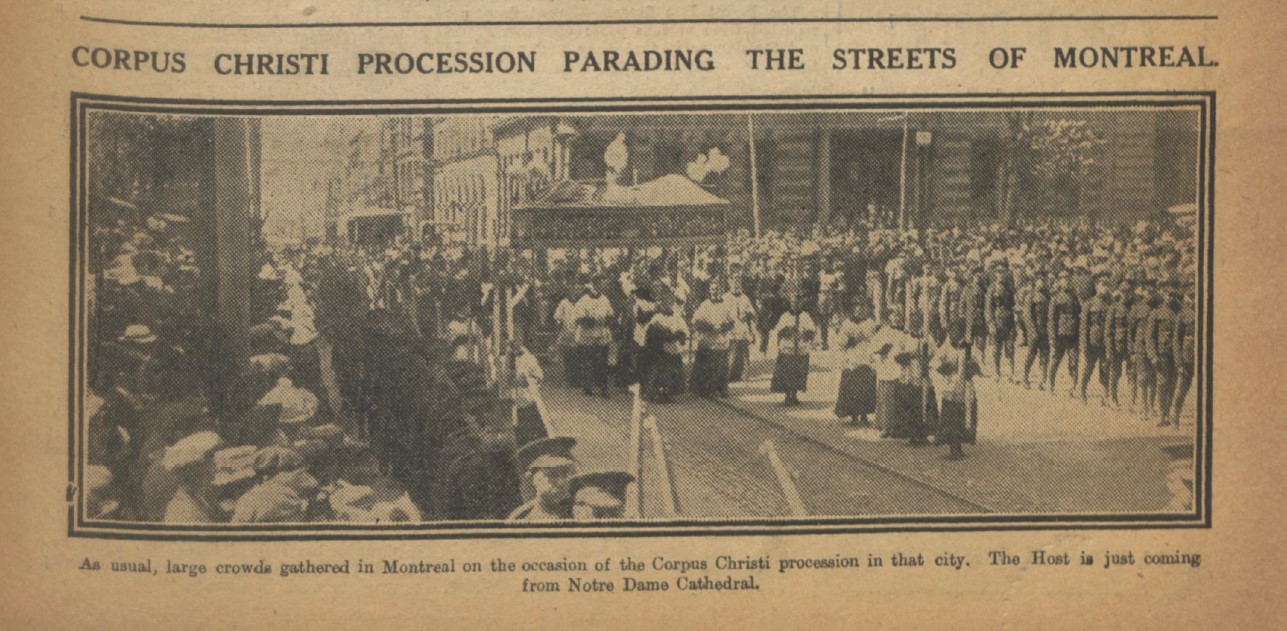 CORPUS CHRISTI PROCESSION PARADING THE STREETS OF MONTREAL.
As usual, large crowds gathered in Montreal on the occasion of the Corpus Christi procession in that city. The Host is just coming
from Notre Dame Cathedral.